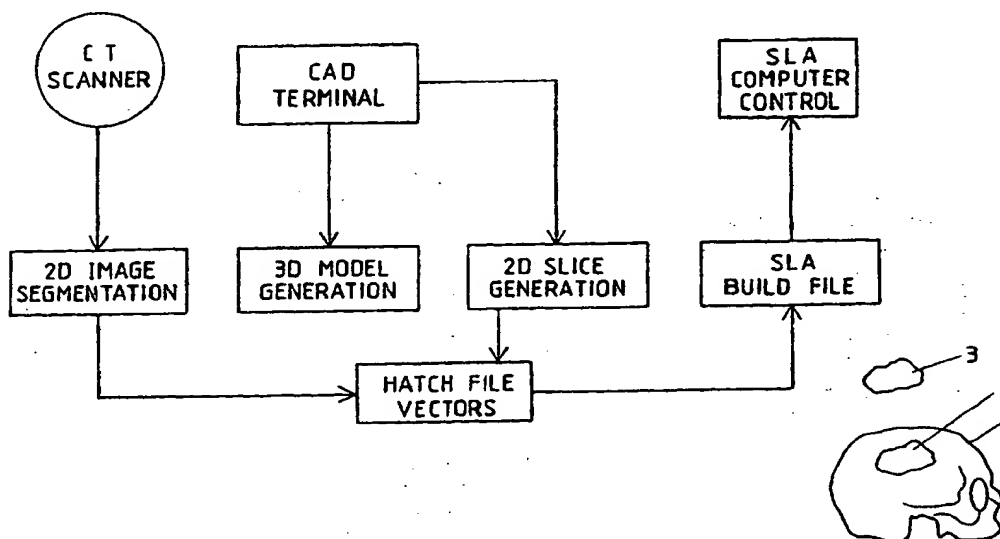 CT
SCANNER
CAD
TERMINAL
SLA
COMPUTER
CONTROL
2D IMAGE
SEGMENTATION
3D MODEL
GENERATION
2D SLICE
GENERATION
SLA
BUILD FILE
HATCH FILE
VECTORS
3